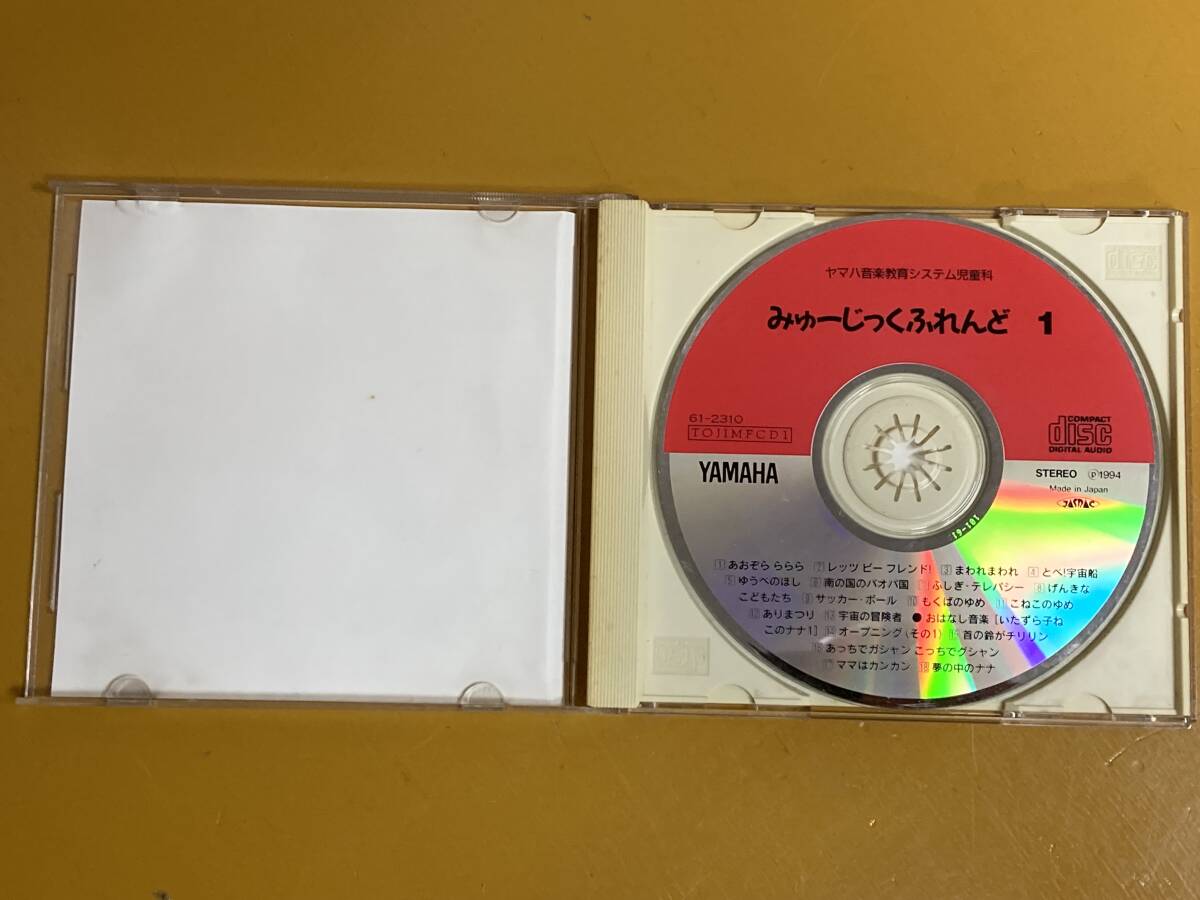 ヤマハ音楽教育システム児童科
みゅーじっくふれんど 1
61-2310
TOJIMFCD1
COMPACT
disc
DIGITAL AUDIO
YAMAHA
STEREO Ⓟ1994
Made in Japan
JASRAC
101-61
1 あおぞら ららら 2 レッツ ビー フレンド! 3 まわれまわれ 4 とべ!宇宙船
5 ゆうべのほし 6 南の国のバオバ国 7 ふしぎ・テレパシー 8 げんきな
こどもたち 9 サッカー・ボール 10 もくばのゆめ 11 こねこのゆめ
12 ありまつり 13 宇宙の冒険者 ● おはなし音楽 [いたずら子ね
このナナ1] 14 オープニング(その1) 15 首の鈴がチリリン
16 あっちでガシャン こっちでグシャン
17 ママはカンカン 18 夢の中のナナ
disc